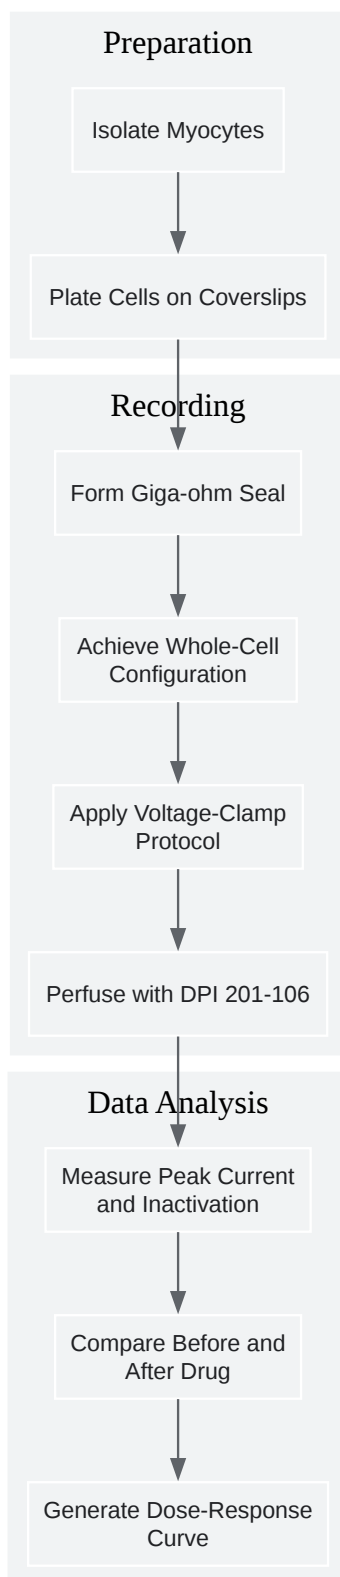 Preparation
Isolate Myocytes
Plate Cells on Coverslips
Recording
Form Giga-ohm Seal
Achieve Whole-Cell
Configuration
Apply Voltage-Clamp
Protocol
Perfuse with DPI 201-106
Data Analysis
Measure Peak Current
and Inactivation
Compare Before and
After Drug
Generate Dose-Response
Curve